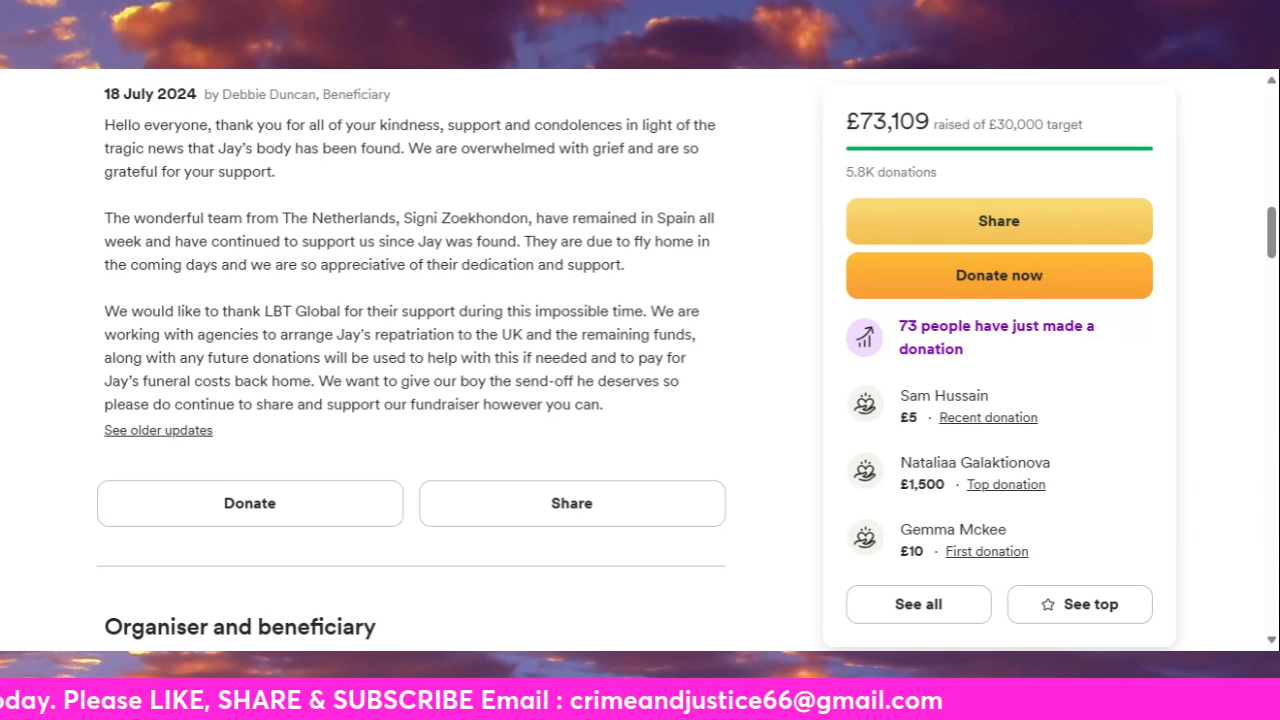 18 July 2024 by Debbie Duncan, Beneficiary
Hello everyone, thank you for all of your kindness, support and condolences in light of the
tragic news that Jay's body has been found. We are overwhelmed with grief and are so
grateful for your support.
The wonderful team from The Netherlands, Signi Zoekhondon, have remained in Spain all
week and have continued to support us since Jay was found. They are due to fly home in
the coming days and we are so appreciative of their dedication and support.
We would like to thank LBT Global for their support during this impossible time. We are
working with agencies to arrange Jay's repatriation to the UK and the remaining funds,
along with any future donations will be used to help with this if needed and to pay for
Jay's funeral costs back home. We want to give our boy the send-off he deserves so
please do continue to share and support our fundraiser however you can.
See older updates
Donate
Share
Organiser and beneficiary
£73,109 raised of £30,000 target
5.8K donations
Share
Donate now
73 people have just made a
donation
Sam Hussain
£5 · Recent donation
Nataliaa Galaktionova
£1,500 · Top donation
Gemma Mckee
£10 · First donation
See all
See top
oday. Please LIKE, SHARE & SUBSCRIBE Email : crimeandjustice66@gmail.com